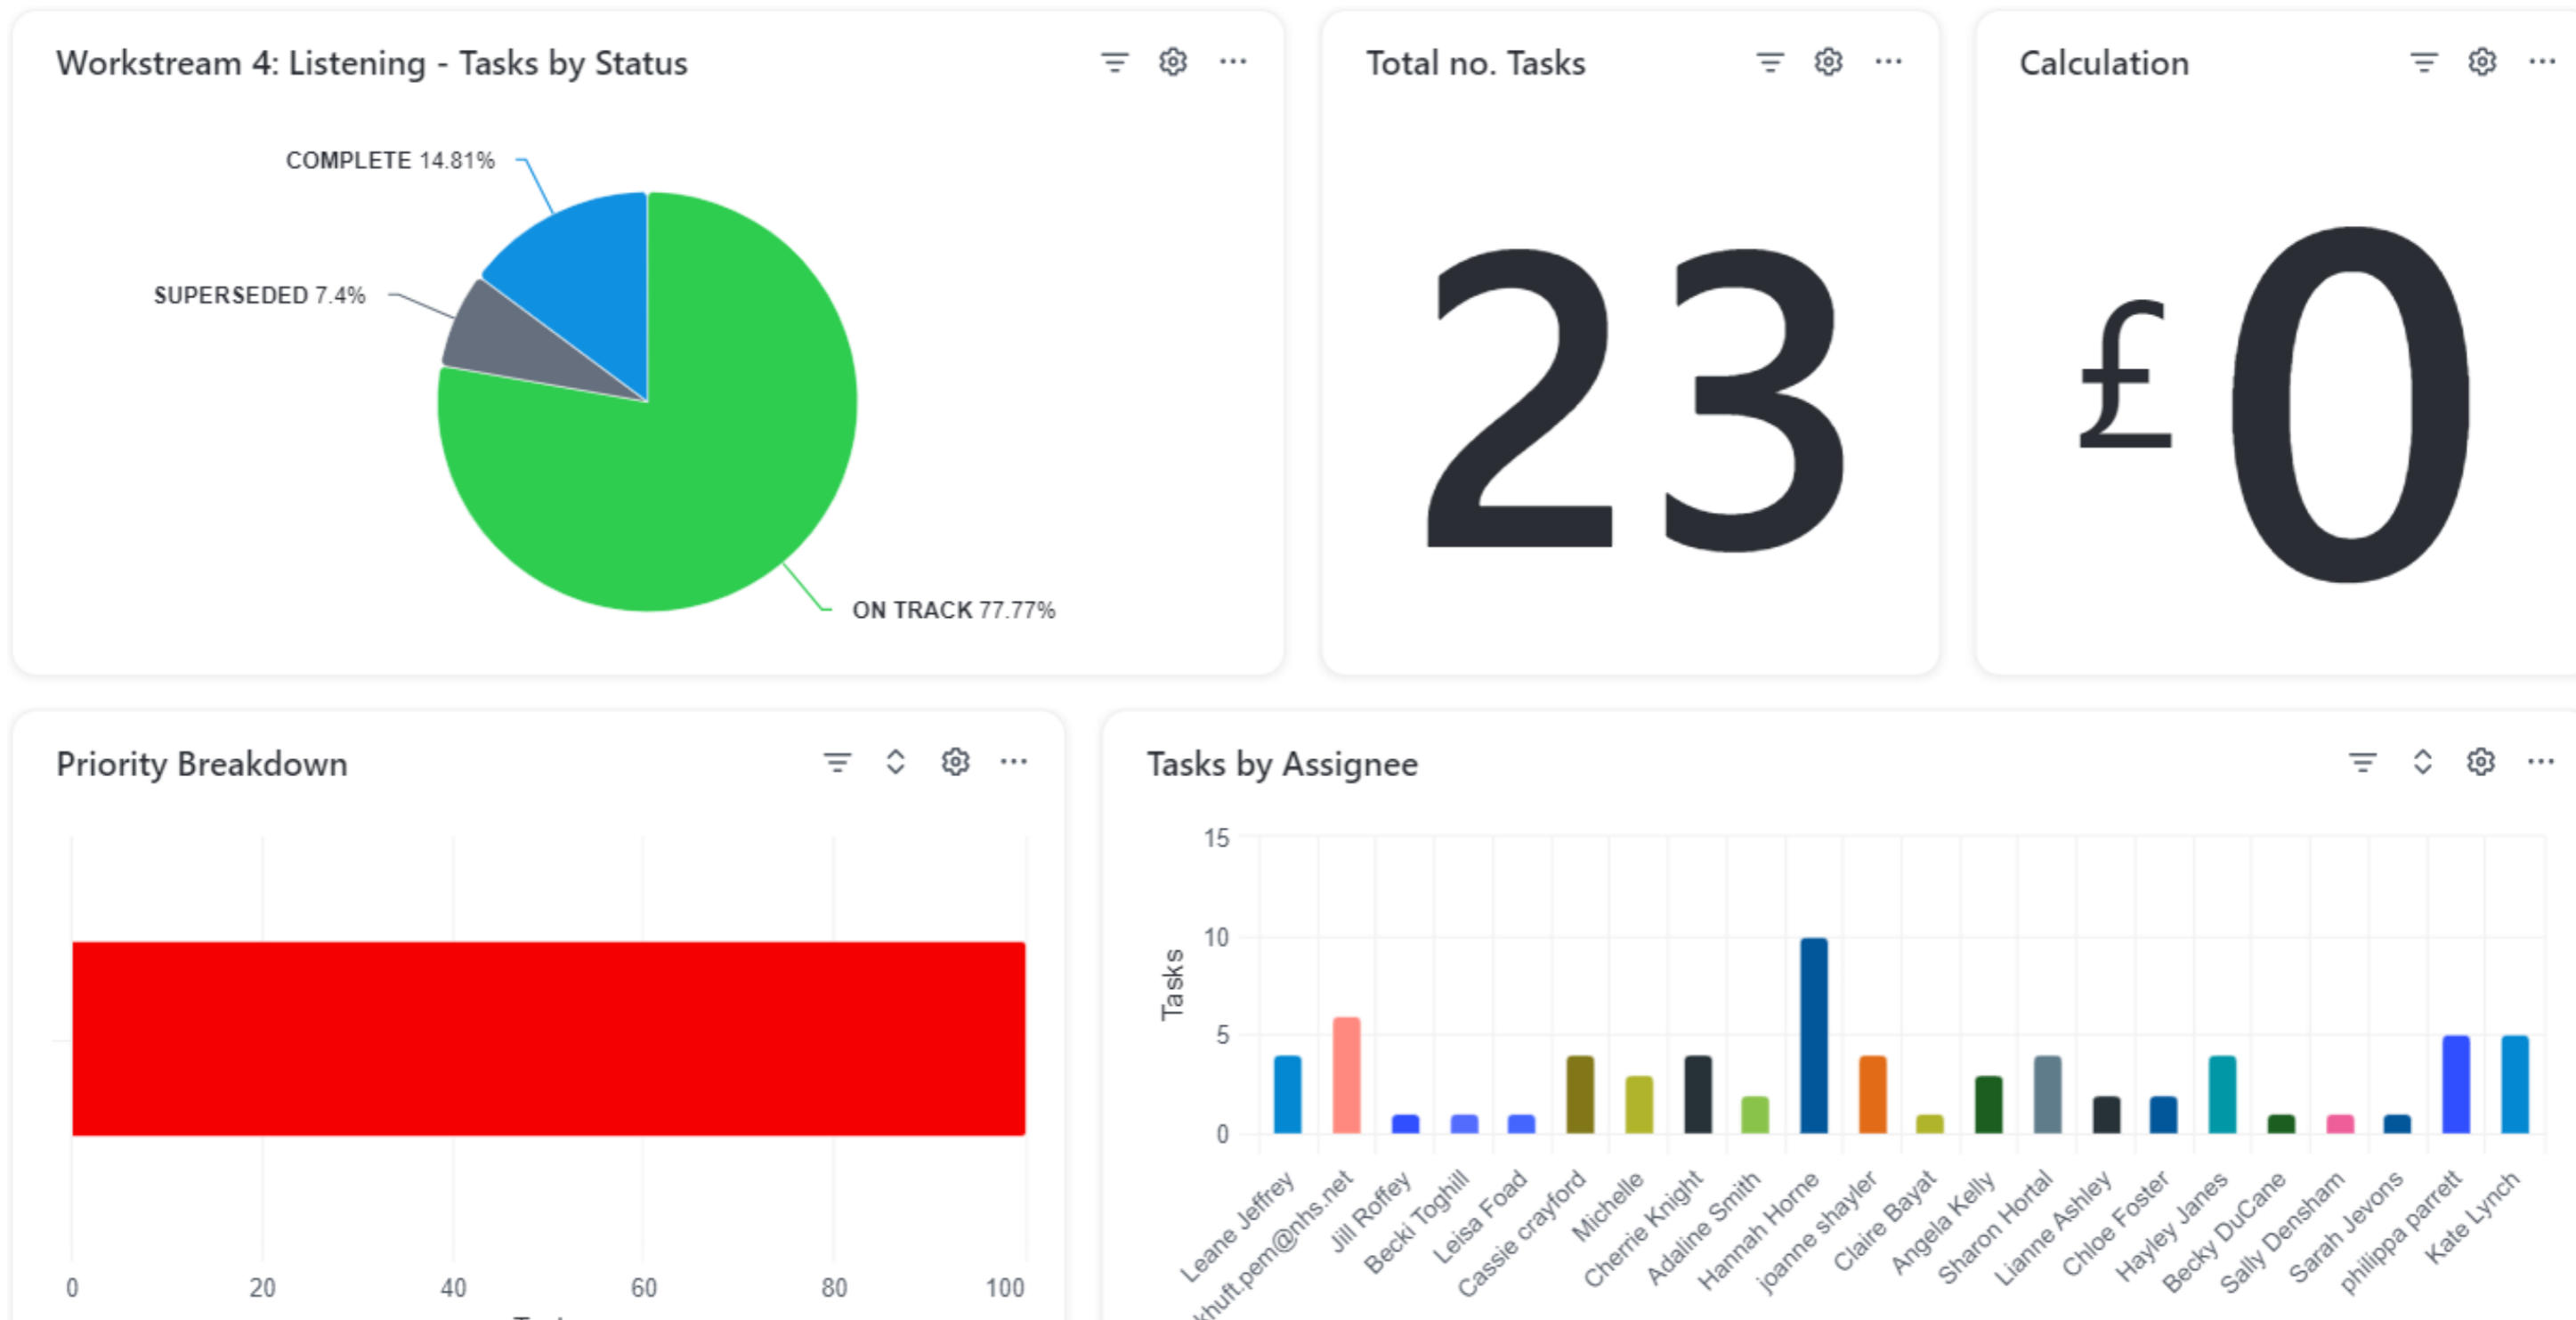 Workstream 4: Listening - Tasks by Status
COMPLETE 14.81%
SUPERSEDED 7.4%
ON TRACK 77.77%
Total no. Tasks
23
Calculation
£0
Priority Breakdown
0 20 40 60 80 100
Tasks by Assignee
Tasks
15
10
5
0
Leane Jeffrey
khuft.pem@nhs.net
Jill Roffey
Becki Toghill
Leisa Foad
Cassie crayford
Michelle
Cherrie Knight
Adaline Smith
Hannah Horne
joanne shayler
Claire Bayat
Angela Kelly
Sharon Hortal
Lianne Ashley
Chloe Foster
Hayley Janes
Becky DuCane
Sally Densham
Sarah Jevons
philippa parrett
Kate Lynch